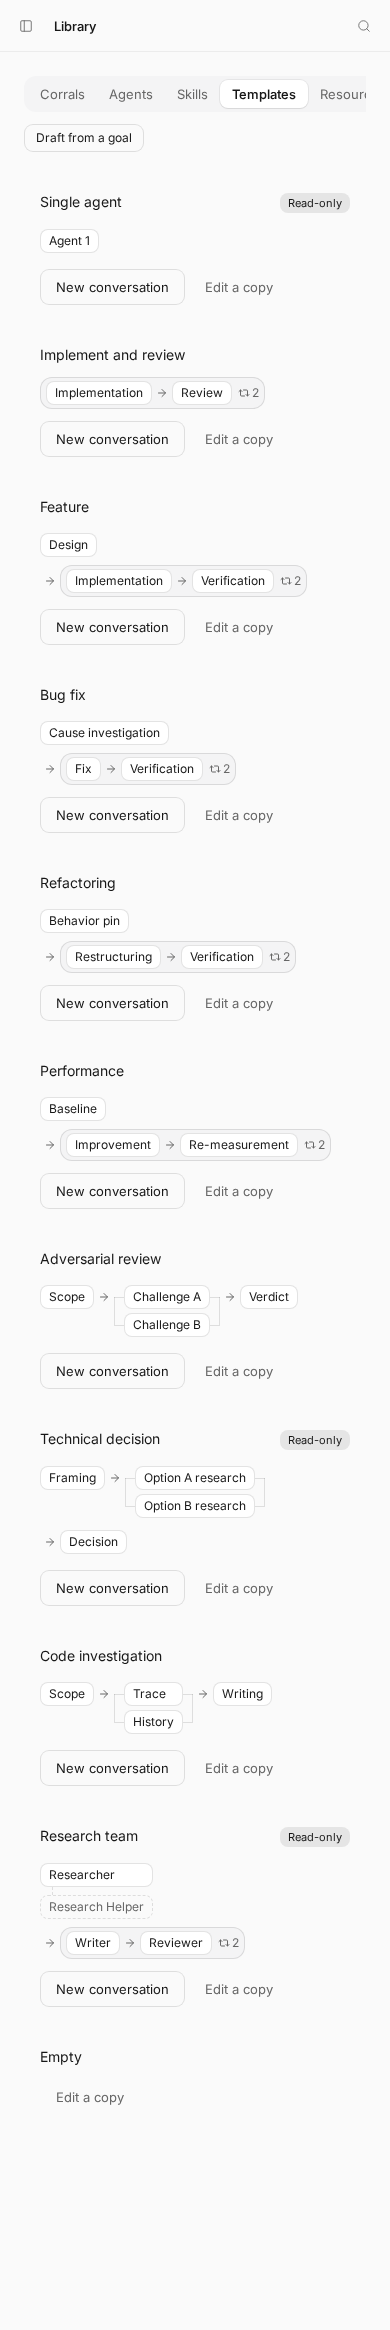 Library
Corrals Agents Skills Templates Resour
Draft from a goal
Single agent Read-only
Agent 1
New conversation Edit a copy
Implement and review
Implementation → Review 2
New conversation Edit a copy
Feature
Design
→ Implementation → Verification 2
New conversation Edit a copy
Bug fix
Cause investigation
→ Fix → Verification 2
New conversation Edit a copy
Refactoring
Behavior pin
→ Restructuring → Verification 2
New conversation Edit a copy
Performance
Baseline
→ Improvement → Re-measurement 2
New conversation Edit a copy
Adversarial review
Scope → Challenge A → Verdict
Challenge B
New conversation Edit a copy
Technical decision Read-only
Framing → Option A research
Option B research
→ Decision
New conversation Edit a copy
Code investigation
Scope → Trace → Writing
History
New conversation Edit a copy
Research team Read-only
Researcher
Research Helper
→ Writer → Reviewer 2
New conversation Edit a copy
Empty
Edit a copy